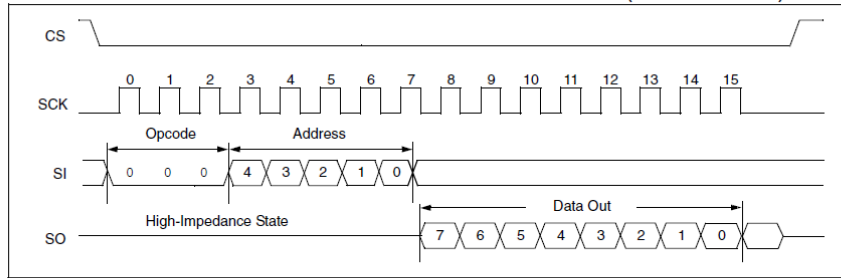 CS
0 1 2 3 4 5 6 7 8 9 10 11 12 13 14 15
SCK
Opcode Address
SI 0 0 0 4 3 2 1 0
High-Impedance State Data Out
SO 7 6 5 4 3 2 1 0